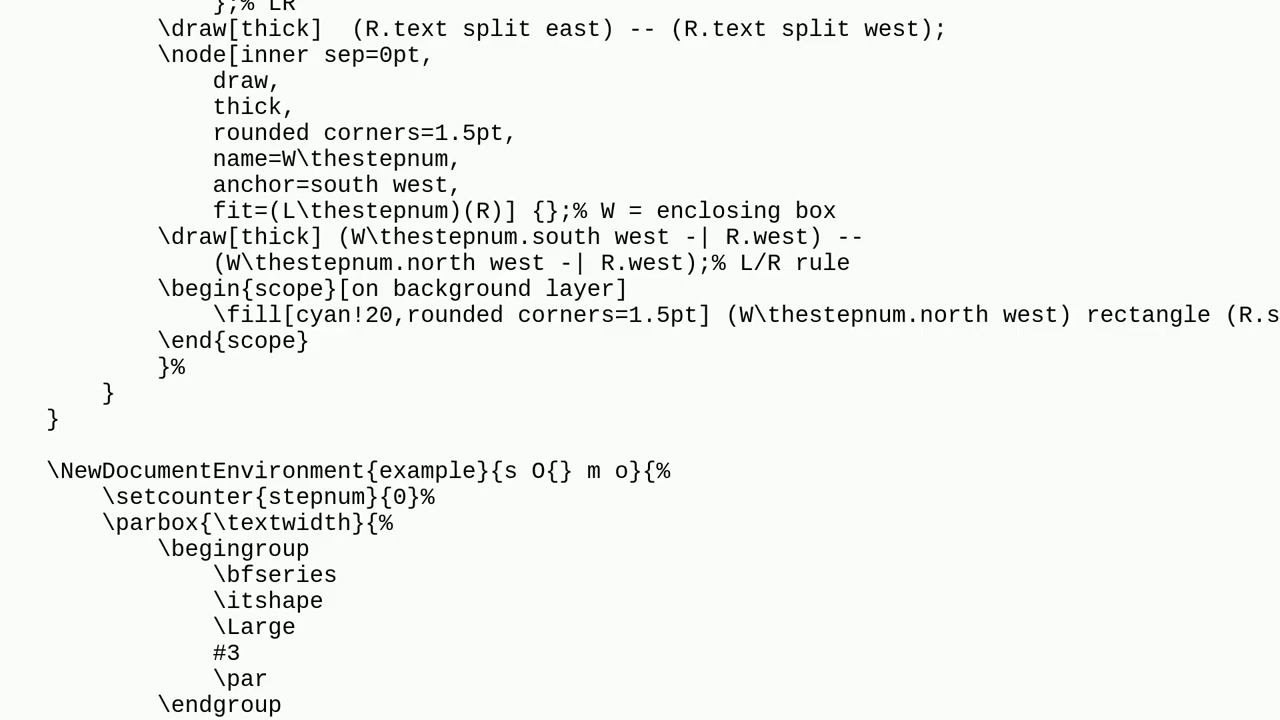 };% LR
\draw[thick]  (R.text split east) -- (R.text split west);
\node[inner sep=0pt,
draw,
thick,
rounded corners=1.5pt,
name=W\thestepnum,
anchor=south west,
fit=(L\thestepnum)(R)] {};% W = enclosing box
\draw[thick] (W\thestepnum.south west -| R.west) --
(W\thestepnum.north west -| R.west);% L/R rule
\begin{scope}[on background layer]
\fill[cyan!20,rounded corners=1.5pt] (W\thestepnum.north west) rectangle (R.s
\end{scope}
}%
}
}
\NewDocumentEnvironment{example}{s O{} m o}{%
\setcounter{stepnum}{0}%
\parbox{\textwidth}{%
\begingroup
\bfseries
\itshape
\Large
#3
\par
\endgroup